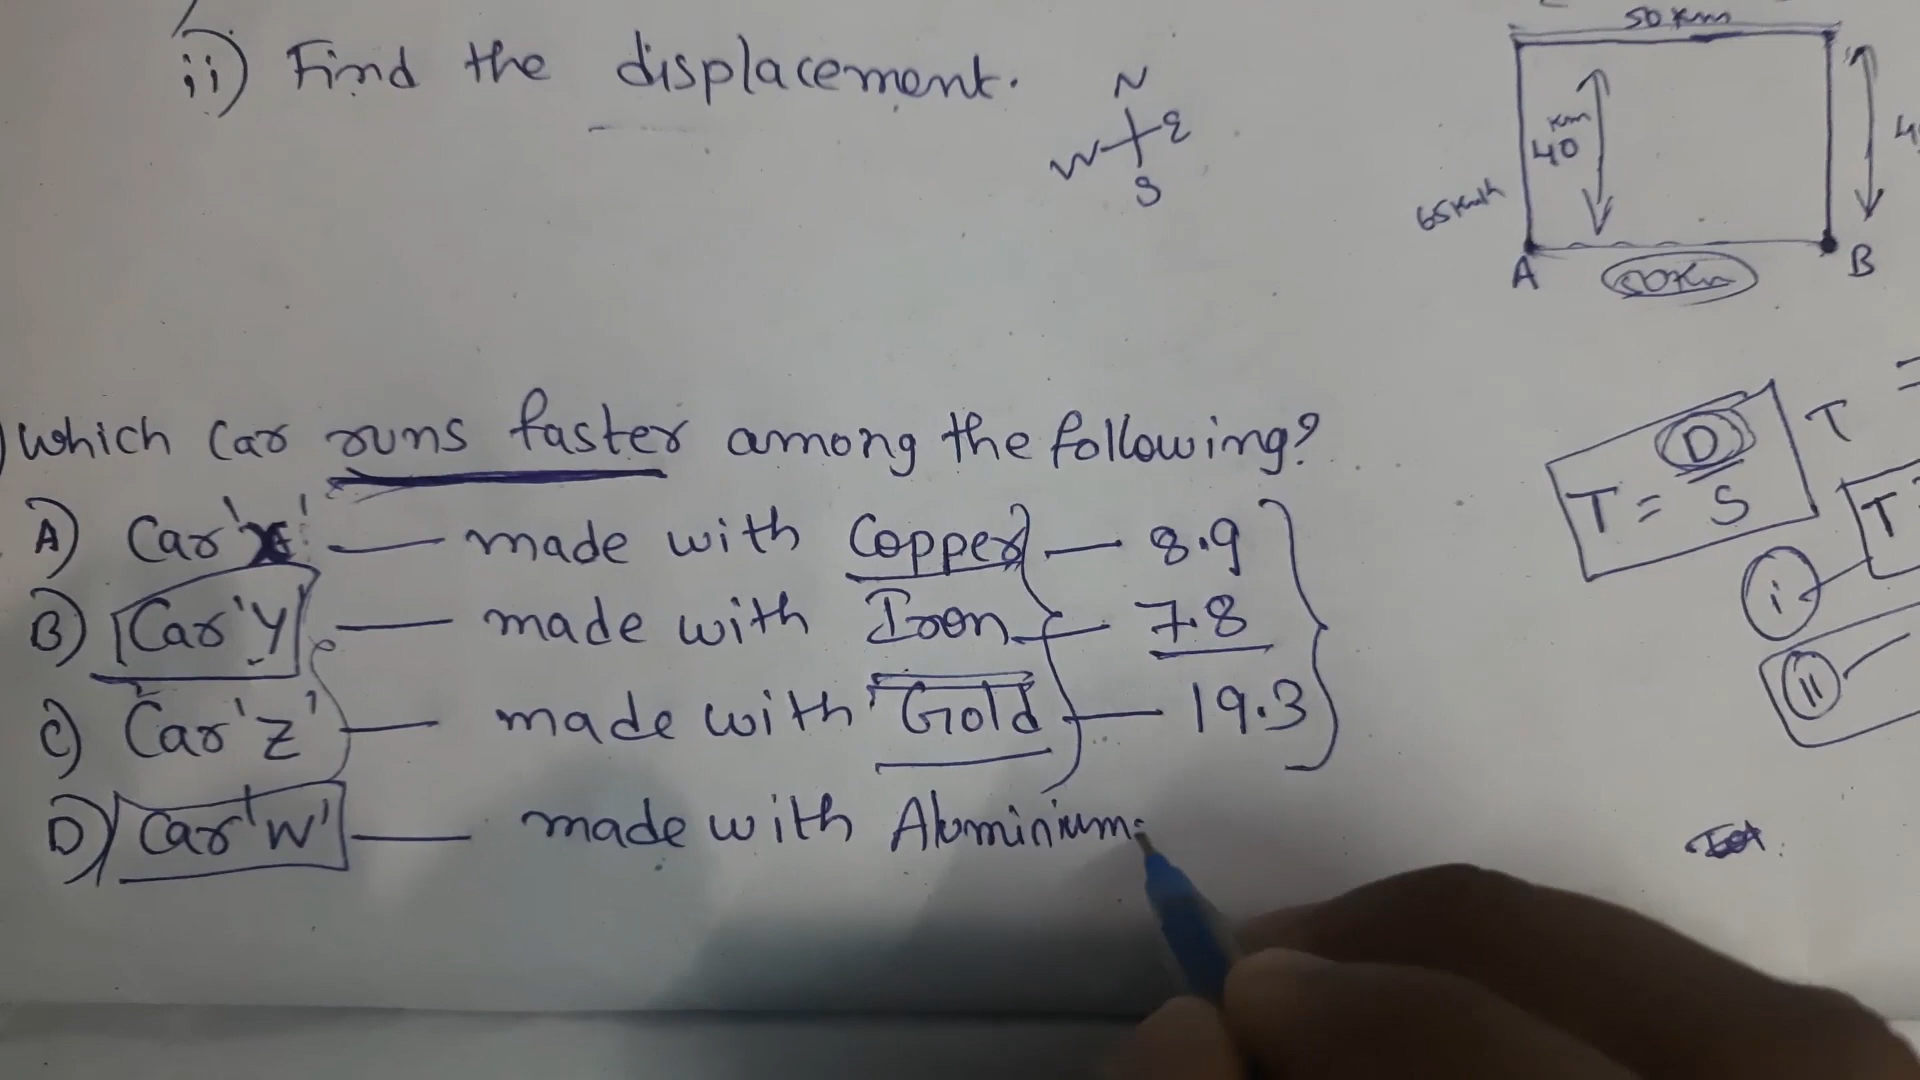 ii) Find the displacement.
N
W E
S
50 Km
40 Km
65 Km/h
A
B
50Km
Which Car runs faster among the following?
A) Car 'X' — made with Copper — 8.9
B) Car 'Y' — made with Iron — 7.8
C) Car 'Z' — made with Gold — 19.3
D) Car 'W' — made with Aluminium
T = D/S
T =
i
T
ii